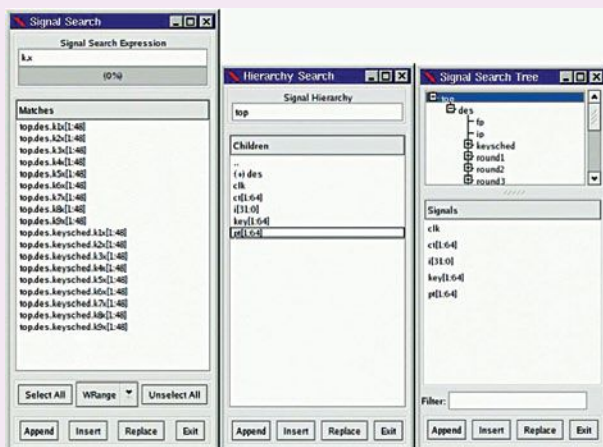 Signal Search
Signal Search Expression
k.x
(0%)
Matches
top.des.k1x[1:48]
top.des.k2x[1:48]
top.des.k3x[1:48]
top.des.k4x[1:48]
top.des.k5x[1:48]
top.des.k6x[1:48]
top.des.k7x[1:48]
top.des.k8x[1:48]
top.des.k9x[1:48]
top.des.keysched.k1x[1:48]
top.des.keysched.k2x[1:48]
top.des.keysched.k3x[1:48]
top.des.keysched.k4x[1:48]
top.des.keysched.k5x[1:48]
top.des.keysched.k6x[1:48]
top.des.keysched.k7x[1:48]
top.des.keysched.k8x[1:48]
top.des.keysched.k9x[1:48]
Select All WRange Unselect All
Append Insert Replace Exit
Hierarchy Search
Signal Hierarchy
top
Children
..
(+) des
clk
ct[1:64]
i[31:0]
key[1:64]
pt[1:64]
Append Insert Replace Exit
Signal Search Tree
top
des
fp
ip
keysched
round1
round2
round3
Signals
clk
ct[1:64]
i[31:0]
key[1:64]
pt[1:64]
Filter:
Append Insert Replace Exit